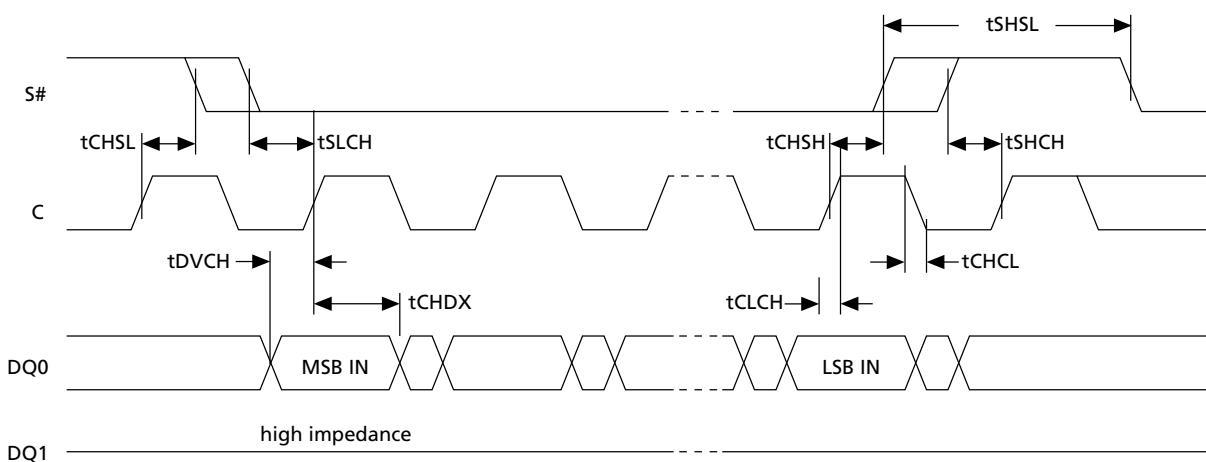 tSHSL
S#
tCHSL
tSLCH
tCHSH
tSHCH
C
tDVCH
tCHCL
tCHDX
tCLCH
DQ0
MSB IN
LSB IN
high impedance
DQ1